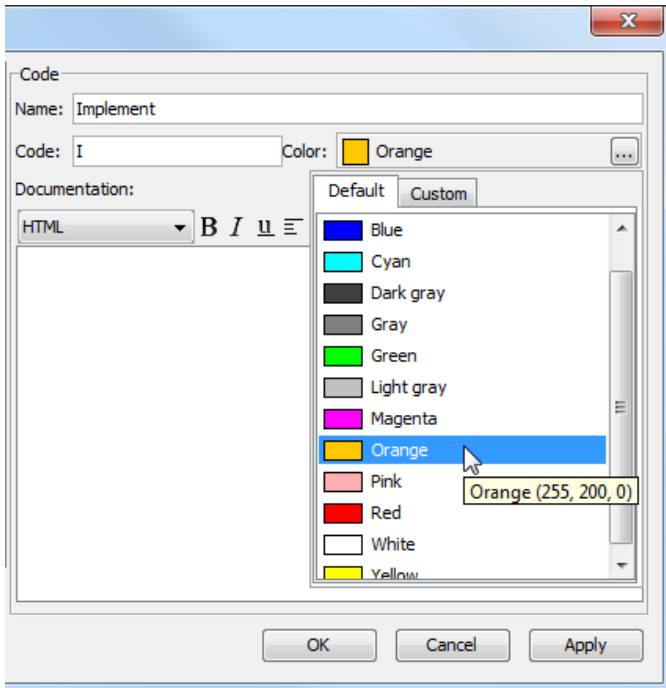 Code
Name: Implement
Code: I Color: Orange ...
Documentation: Default Custom
HTML B I u
Blue
Cyan
Dark gray
Gray
Green
Light gray
Magenta
Orange
Pink
Orange (255, 200, 0)
Red
White
Yellow
OK Cancel Apply